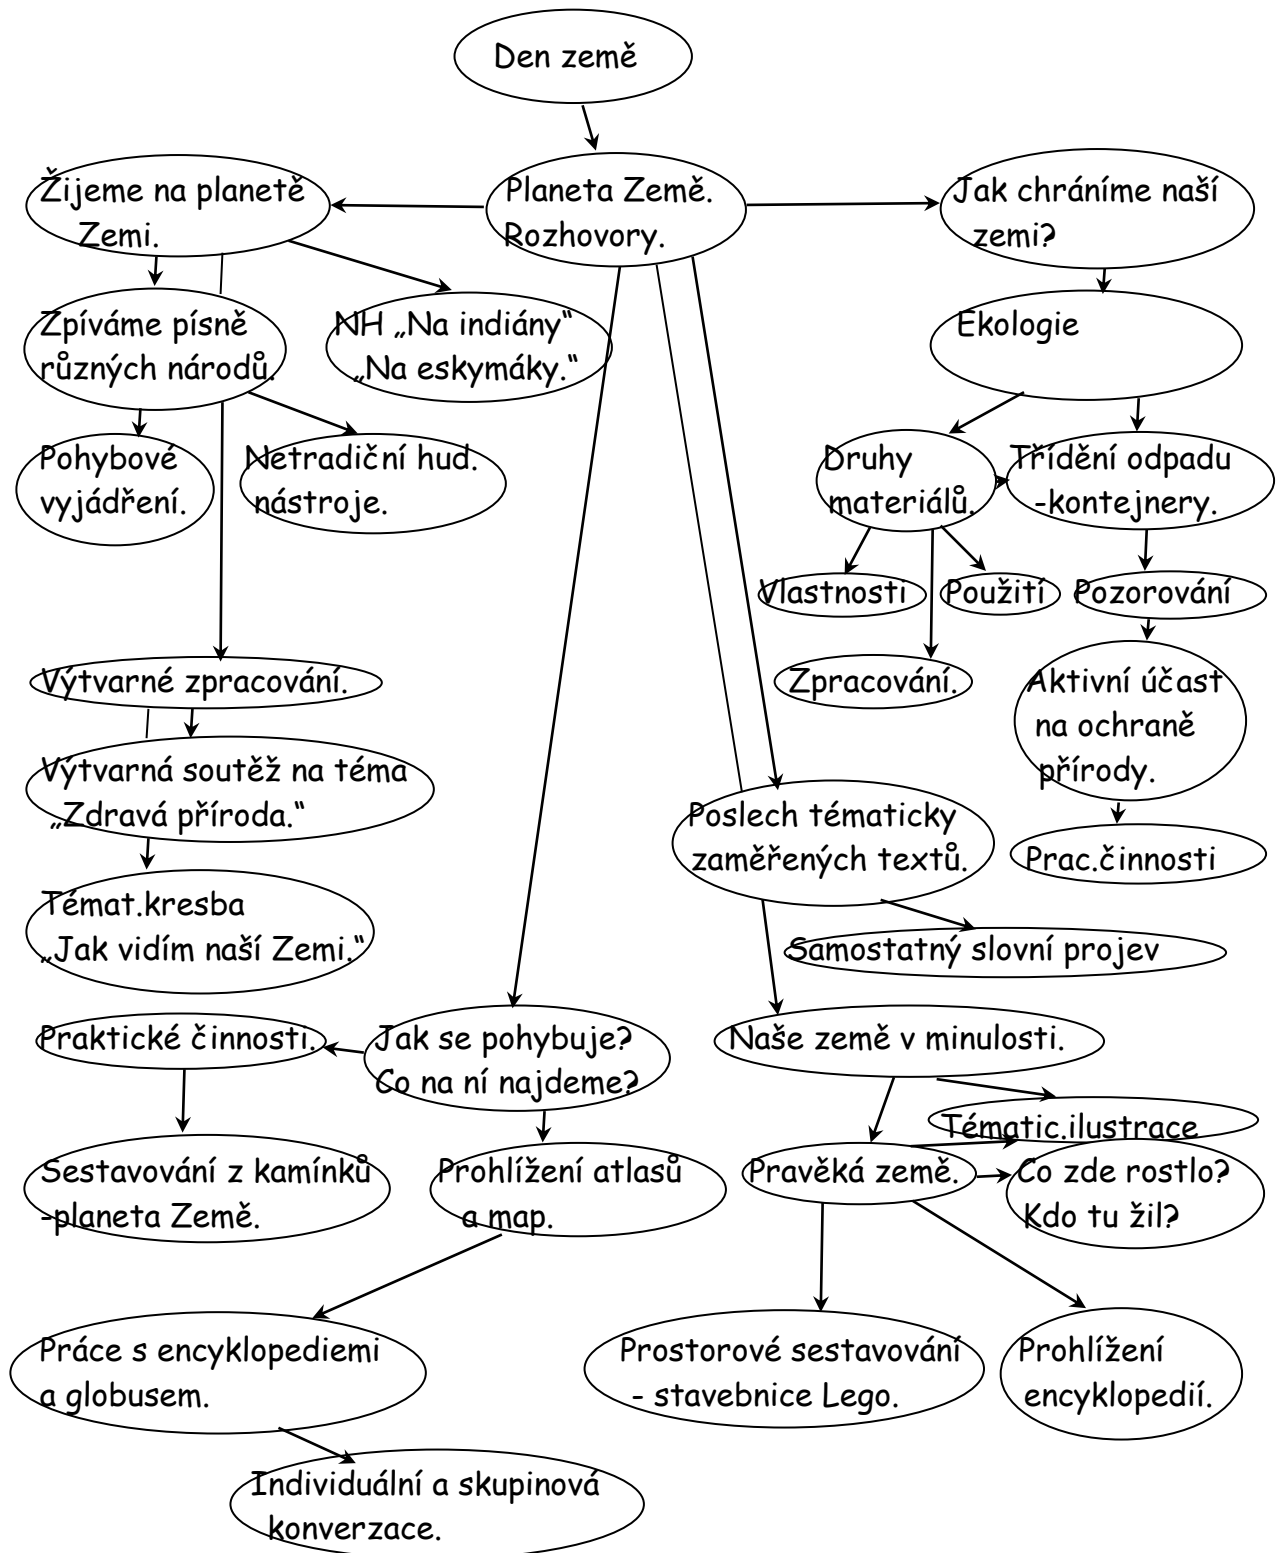 Den země
Žijeme na planetě
Zemi.
Planeta Země.
Rozhovory.
Jak chráníme naší
zemi?
Zpíváme písně
různých národů.
NH „Na indiány“
„Na eskymáky.“
Ekologie
Pohybové
vyjádření.
Netradiční hud.
nástroje.
Druhy
materiálů.
Třídění odpadu
-kontejnery.
Vlastnosti
Použití
Pozorování
Výtvarné zpracování.
Zpracování.
Aktivní účast
na ochraně
přírody.
Výtvarná soutěž na téma
„Zdravá příroda.“
Poslech tématicky
zaměřených textů.
Prac.činnosti
Témat.kresba
„Jak vidím naší Zemi.“
Samostatný slovní projev
Praktické činnosti.
Jak se pohybuje?
Co na ní najdeme?
Naše země v minulosti.
Tématic.ilustrace
Sestavování z kamínků
-planeta Země.
Prohlížení atlasů
a map.
Pravěká země.
Co zde rostlo?
Kdo tu žil?
Práce s encyklopediemi
a globusem.
Prostorové sestavování
- stavebnice Lego.
Prohlížení
encyklopedií.
Individuální a skupinová
konverzace.